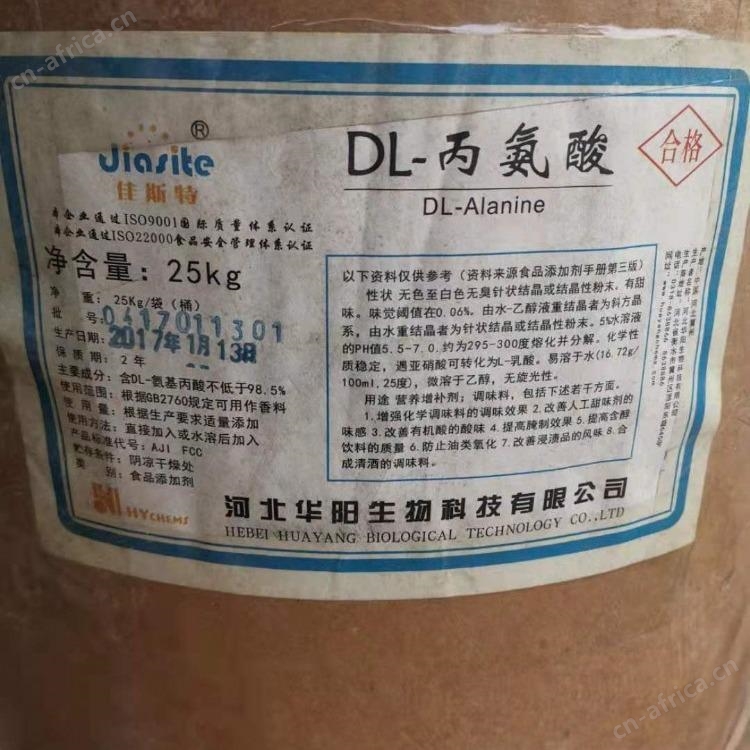 cn-africa.cn
Jiasite®
佳斯特
DL-丙氨酸
DL-Alanine
合格
本企业通过ISO9001国际质量体系认证
本企业通过ISO22000食品安全管理体系认证
净含量：25kg
净 重：25Kg/袋（桶）
批 号：0417011301
生产日期：2017年1月13日
保 质 期：2 年
主要成分：含DL-氨基丙酸不低于98.5%
使用范围：根据GB2760规定可用作香料
使 用 量：根据生产要求适量添加
使用方法：直接加入或水溶后加入
产品标准代号：AJI FCC
贮存条件：阴凉干燥处
类 别：食品添加剂
以下资料仅供参考（资料来源食品添加剂手册第三版）
性状 无色至白色无臭针状结晶或结晶性粉末。有甜
味。味觉阈值在0.06%。由水-乙醇液重结晶者为斜方晶
系，由水重结晶者为针状结晶或结晶性粉末。5%水溶液
的PH值5.5-7.0.约为295-300度熔化并分解。化学性
质稳定，遇亚硝酸可转化为L-乳酸。易溶于水(16.72g/
100ml,25度)，微溶于乙醇，无旋光性。
用途 营养增补剂；调味料，包括下述若干方面。
1.增强化学调味料的调味效果 2.改善人工甜味剂的
味感 3.改善有机酸的酸味 4.提高腌制效果 5.提高含醇
饮料的质量 6.防止油类氧化 7.改善浸渍品的风味 8.合
成清酒的调味料。
产地：中国 河北冀州
HYCHEMS
河北华阳生物科技有限公司
HEBEI HUAYANG BIOLOGICAL TECHNOLOGY CO.,LTD
cn-africa.cn